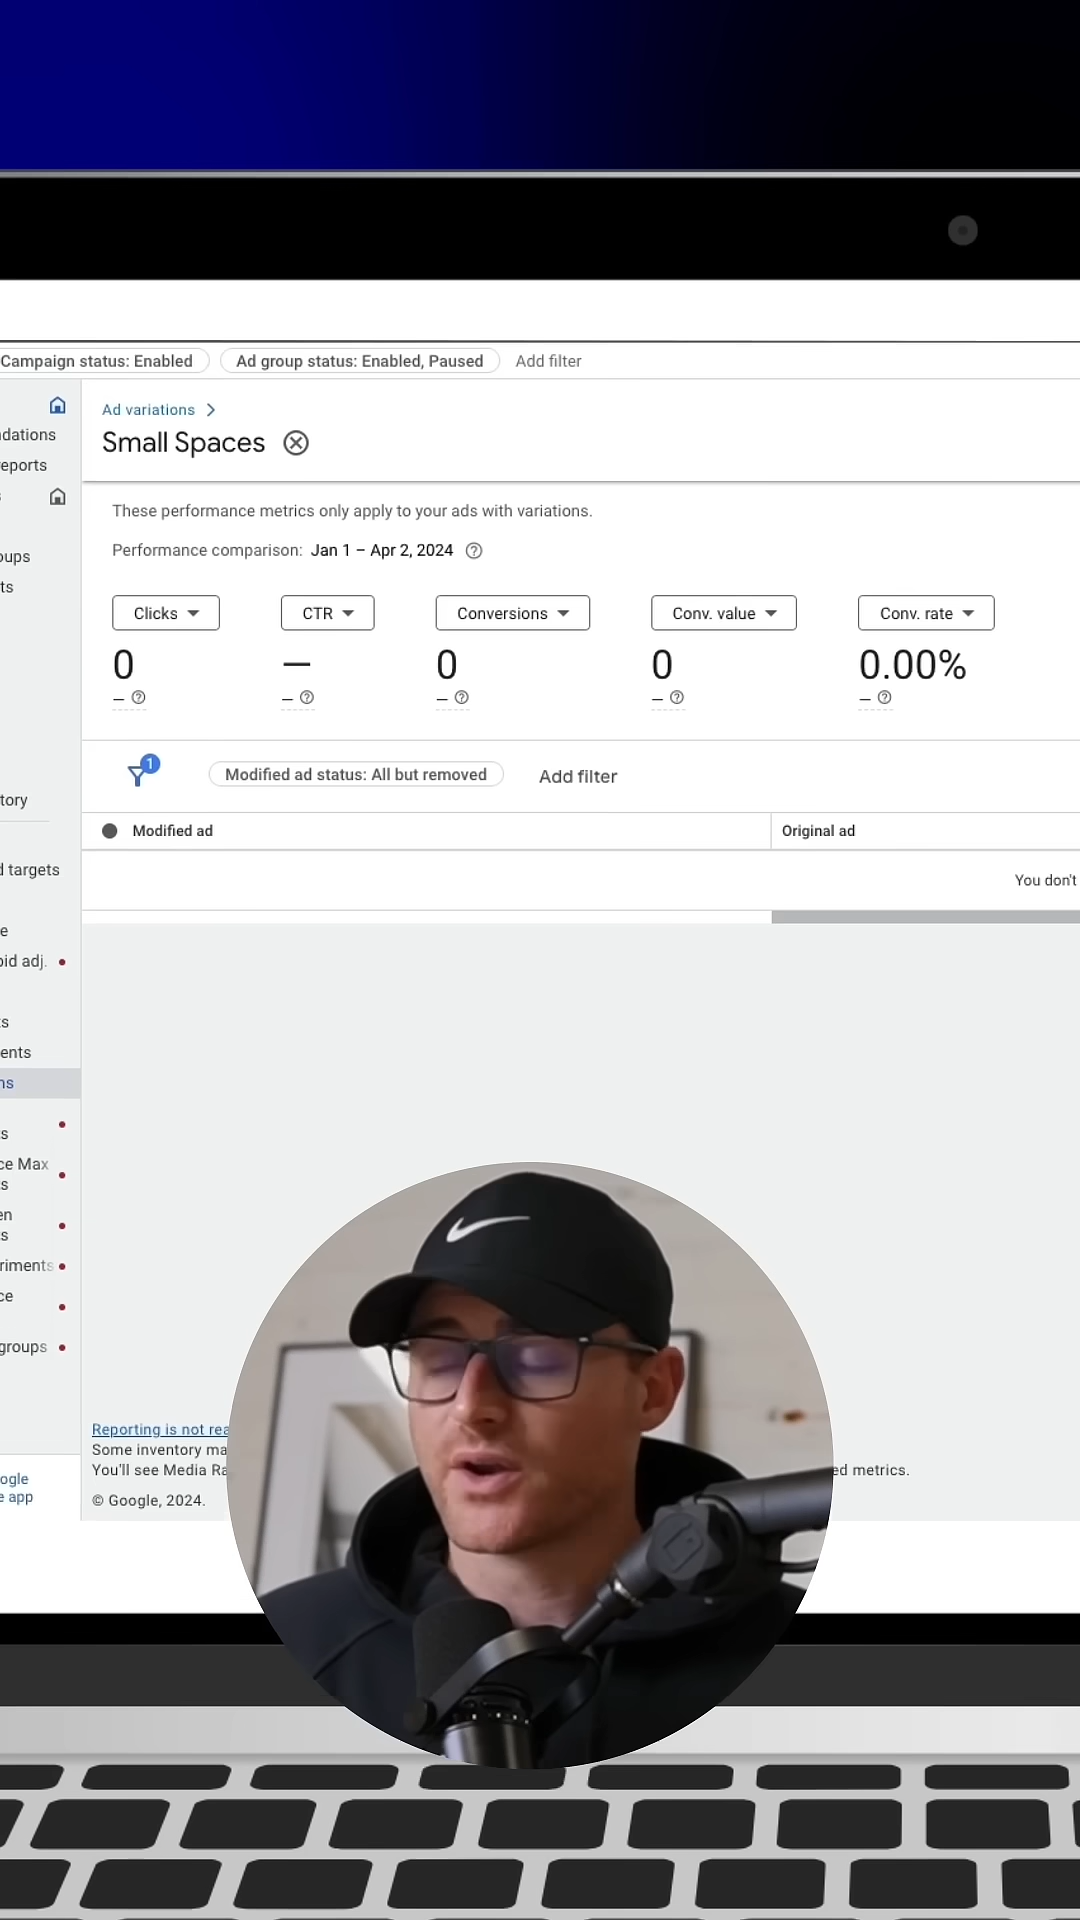 Campaign status: Enabled
Ad group status: Enabled, Paused
Add filter
dations
eports
s
oups
ts
tory
d targets
e
bid adj.
ts
ents
ns
s
ce Max
s
en
s
riments
ce
groups
ogle
e app
Ad variations
Small Spaces
These performance metrics only apply to your ads with variations.
Performance comparison: Jan 1 – Apr 2, 2024
Clicks
CTR
Conversions
Conv. value
Conv. rate
0
—
0
0
0.00%
–
–
–
–
–
1
Modified ad status: All but removed
Add filter
Modified ad
Original ad
You don't
Reporting is not rea
Some inventory ma
You'll see Media Ra
ed metrics.
© Google, 2024.